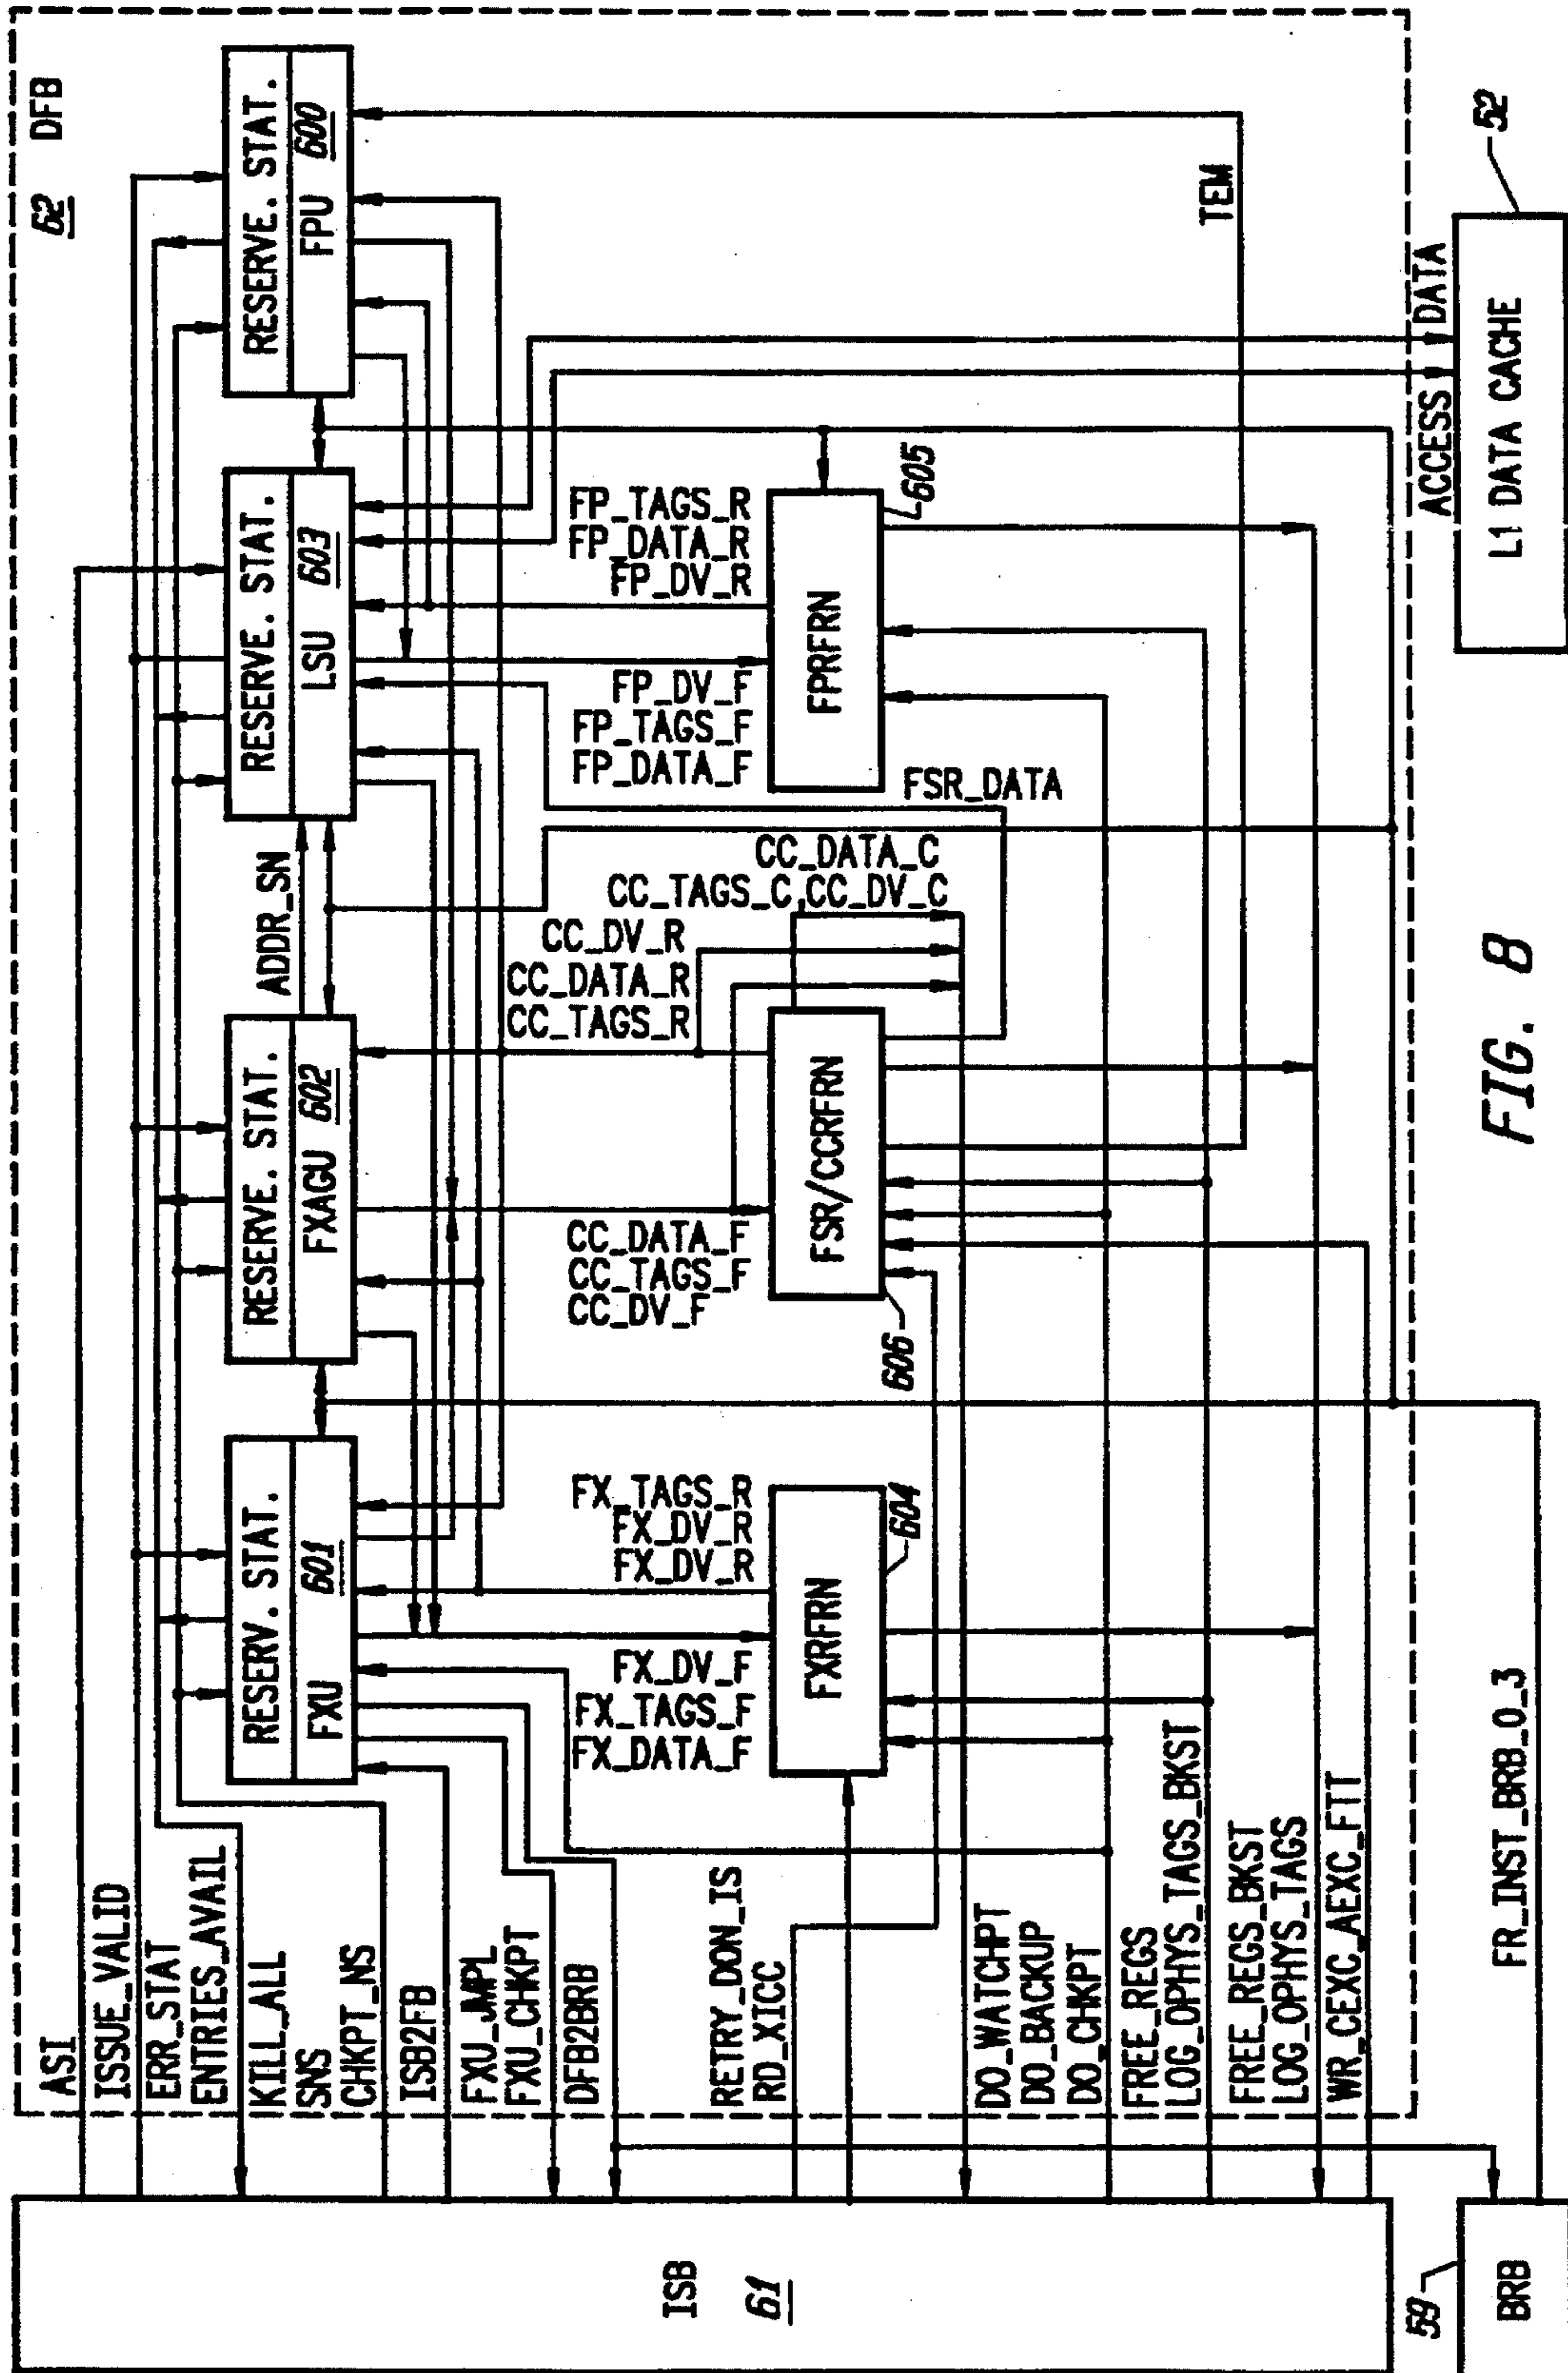 62 DFB
RESERV. STAT.
FXU 601
RESERVE. STAT.
FXAGU 602
ADDR_SN
RESERVE. STAT.
LSU 603
RESERVE. STAT.
FPU 600
ASI
ISSUE_VALID
ERR_STAT
ENTRIES_AVAIL
KILL_ALL
SNS
CHKPT_NS
ISB2FB
FXU_JMPL
FXU_CHKPT
DFB2BRB
RETRY_DON_IS
RD_XICC
DO_WATCHPT
DO_BACKUP
DO_CHKPT
FREE_REGS
LOG_OPHYS_TAGS_BKST
FREE_REGS_BKST
LOG_OPHYS_TAGS
WR_CEXC_AEXC_FTT
FR_INST_BRB_0_3
FX_TAGS_R
FX_DV_R
FX_DV_R
FX_DV_F
FX_TAGS_F
FX_DATA_F
FXRFRN
604
CC_DV_R
CC_DATA_R
CC_TAGS_R
CC_DATA_C
CC_TAGS_C,CC_DV_C
CC_DATA_F
CC_TAGS_F
CC_DV_F
FSR/CCRFRN
606
FSR_DATA
FP_TAGS_R
FP_DATA_R
FP_DV_R
FP_DV_F
FP_TAGS_F
FP_DATA_F
FPRFRN
605
TEM
ACCESS
DATA
L1 DATA CACHE
52
ISB
61
59
BRB
FIG. 8